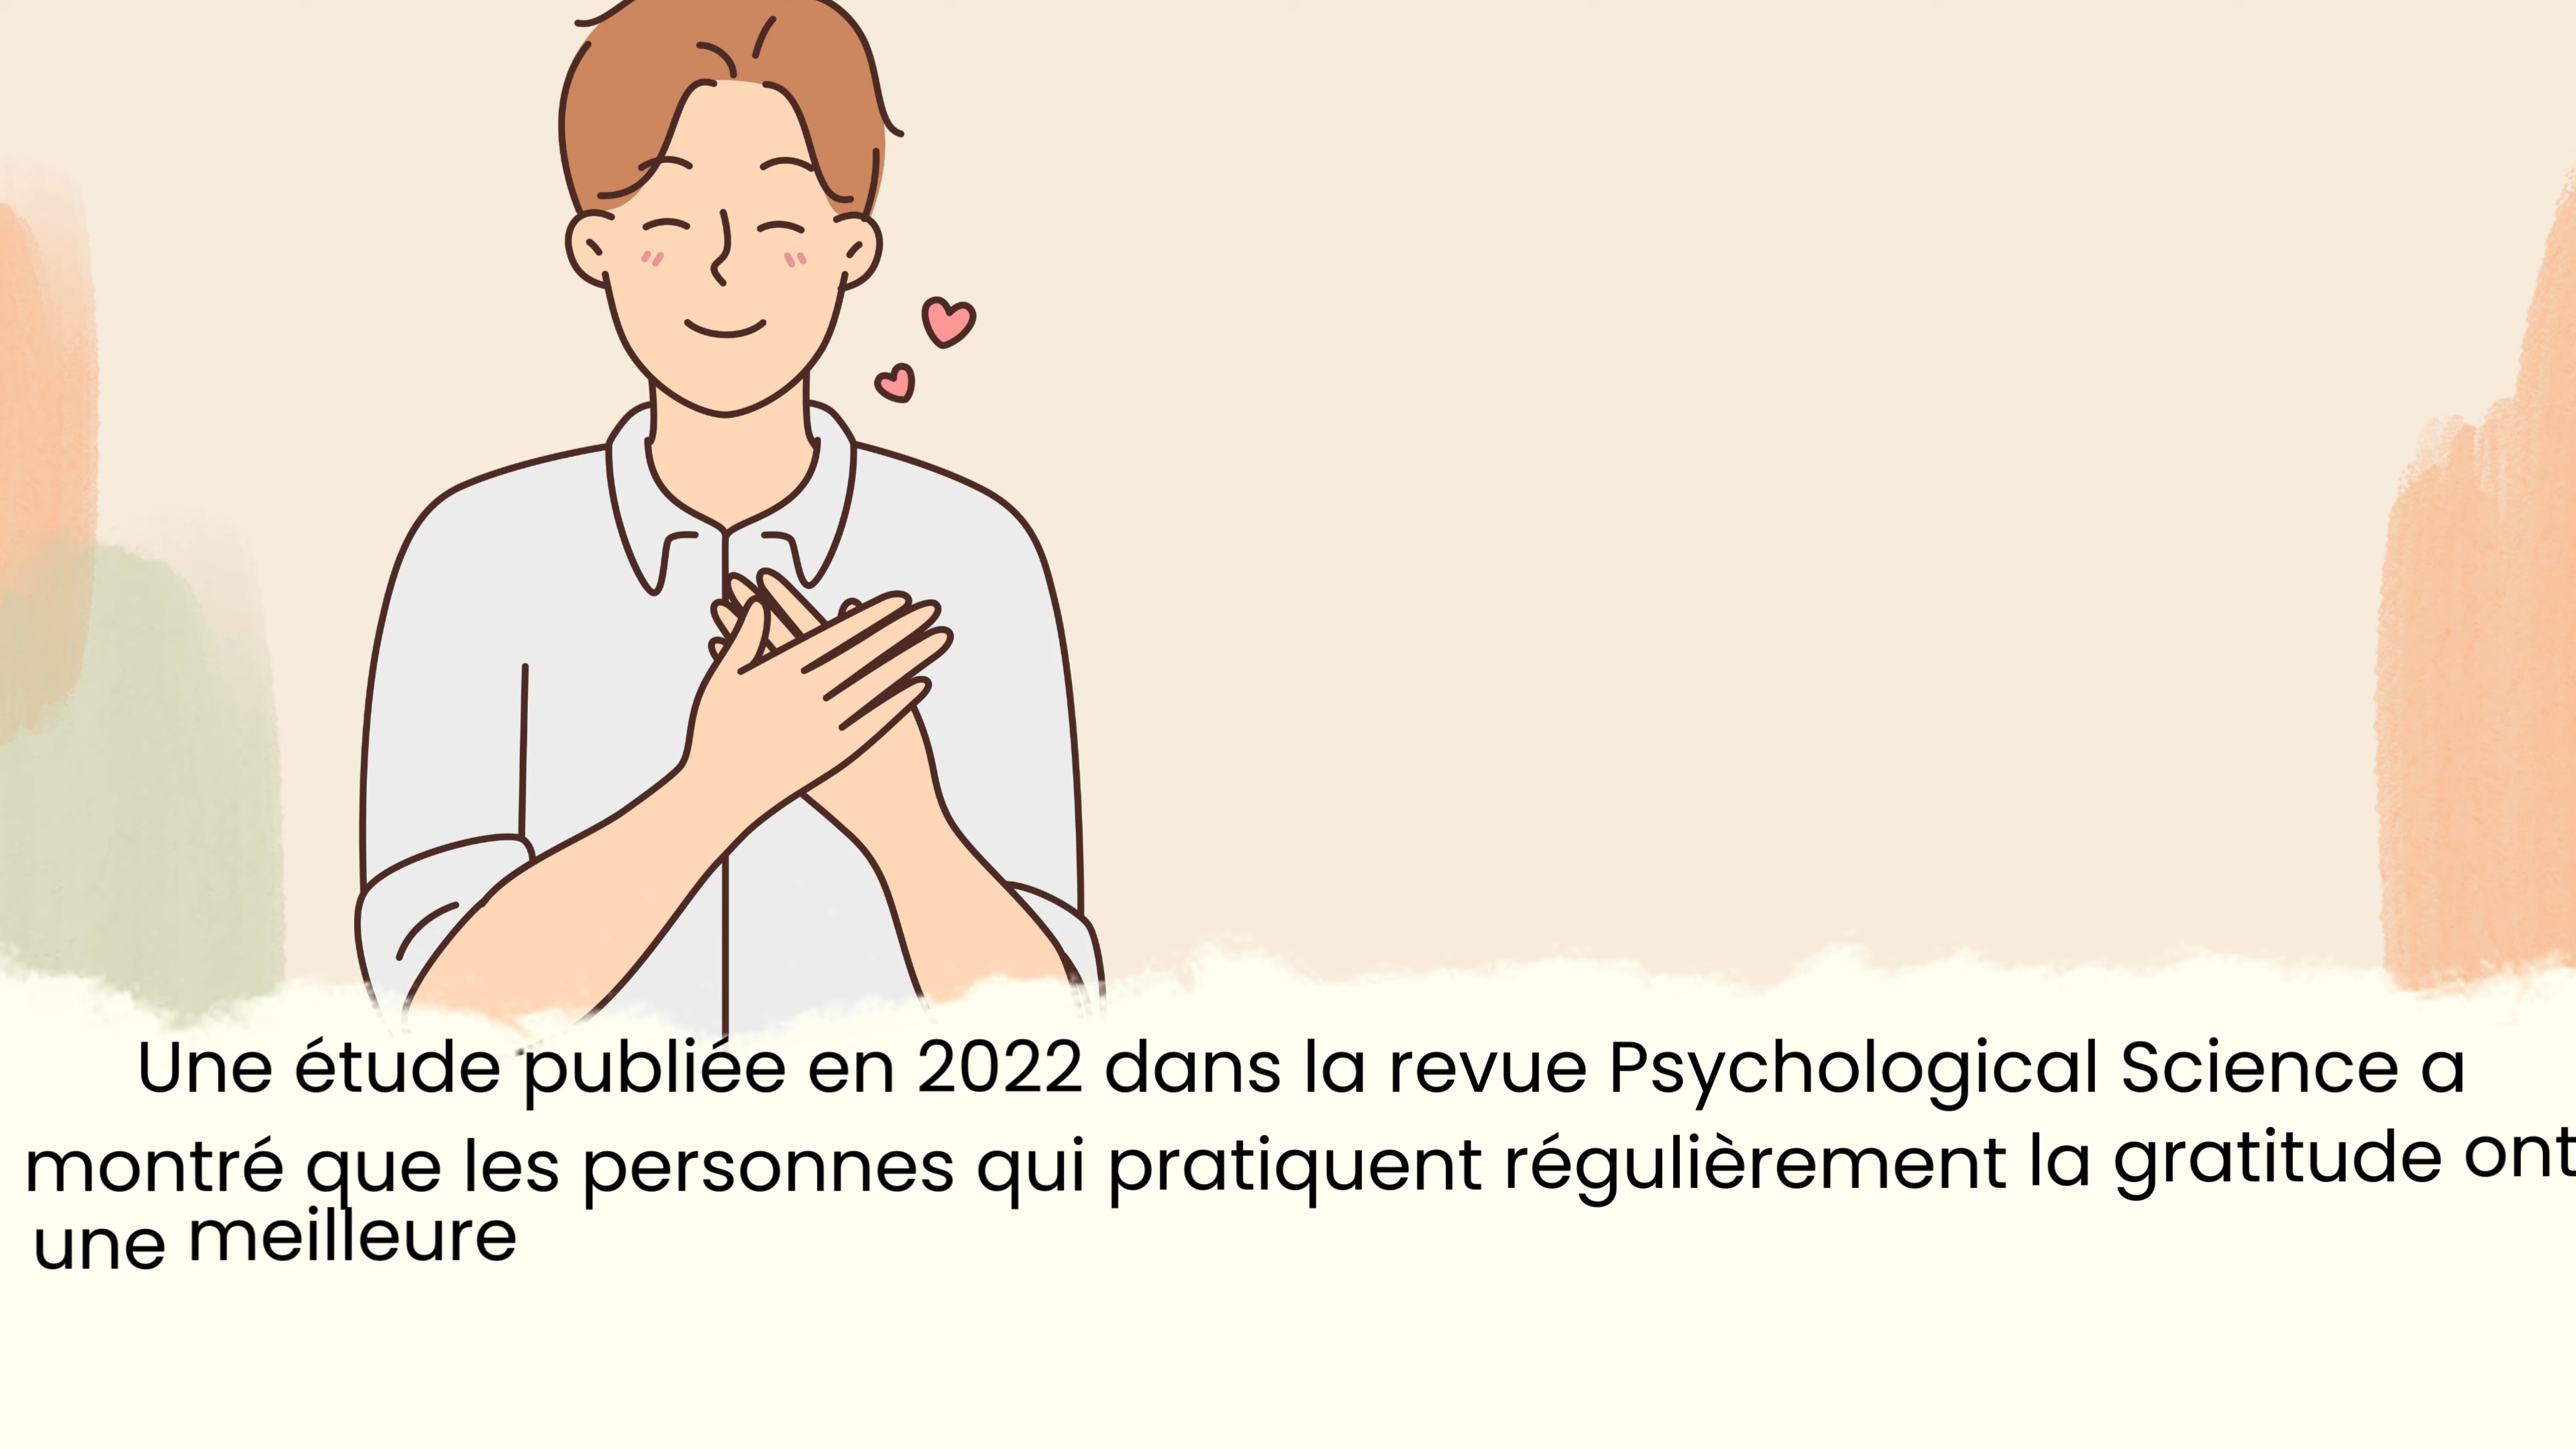 Une étude publiée en 2022 dans la revue Psychological Science a
montré que les personnes qui pratiquent régulièrement la gratitude ont
une meilleure